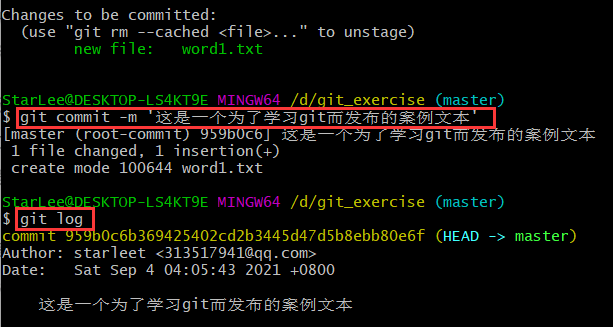 Changes to be committed:
(use "git rm --cached <file>..." to unstage)
new file:   word1.txt
StarLee@DESKTOP-LS4KT9E MINGW64 /d/git_exercise (master)
$ git commit -m '这是一个为了学习git而发布的案例文本'
[master (root-commit) 959b0c6] 这是一个为了学习git而发布的案例文本
1 file changed, 1 insertion(+)
create mode 100644 word1.txt
StarLee@DESKTOP-LS4KT9E MINGW64 /d/git_exercise (master)
$ git log
commit 959b0c6b369425402cd2b3445d47d5b8ebb80e6f (HEAD -> master)
Author: starleet <313517941@qq.com>
Date:   Sat Sep 4 04:05:43 2021 +0800
这是一个为了学习git而发布的案例文本